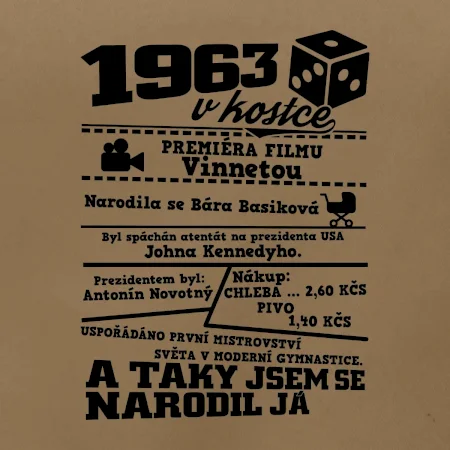 1963
v kostce
PREMIÉRA FILMU
Vinnetou
Narodila se Bára Basiková
Byl spáchán atentát na prezidenta USA
Johna Kennedyho.
Prezidentem byl:
Antonín Novotný
Nákup:
CHLEBA ... 2,60 KČS
PIVO
1,40 KČS
USPOŘÁDÁNO PRVNÍ MISTROVSTVÍ
SVĚTA V MODERNÍ GYMNASTICE.
A TAKY JSEM SE
NARODIL JÁ